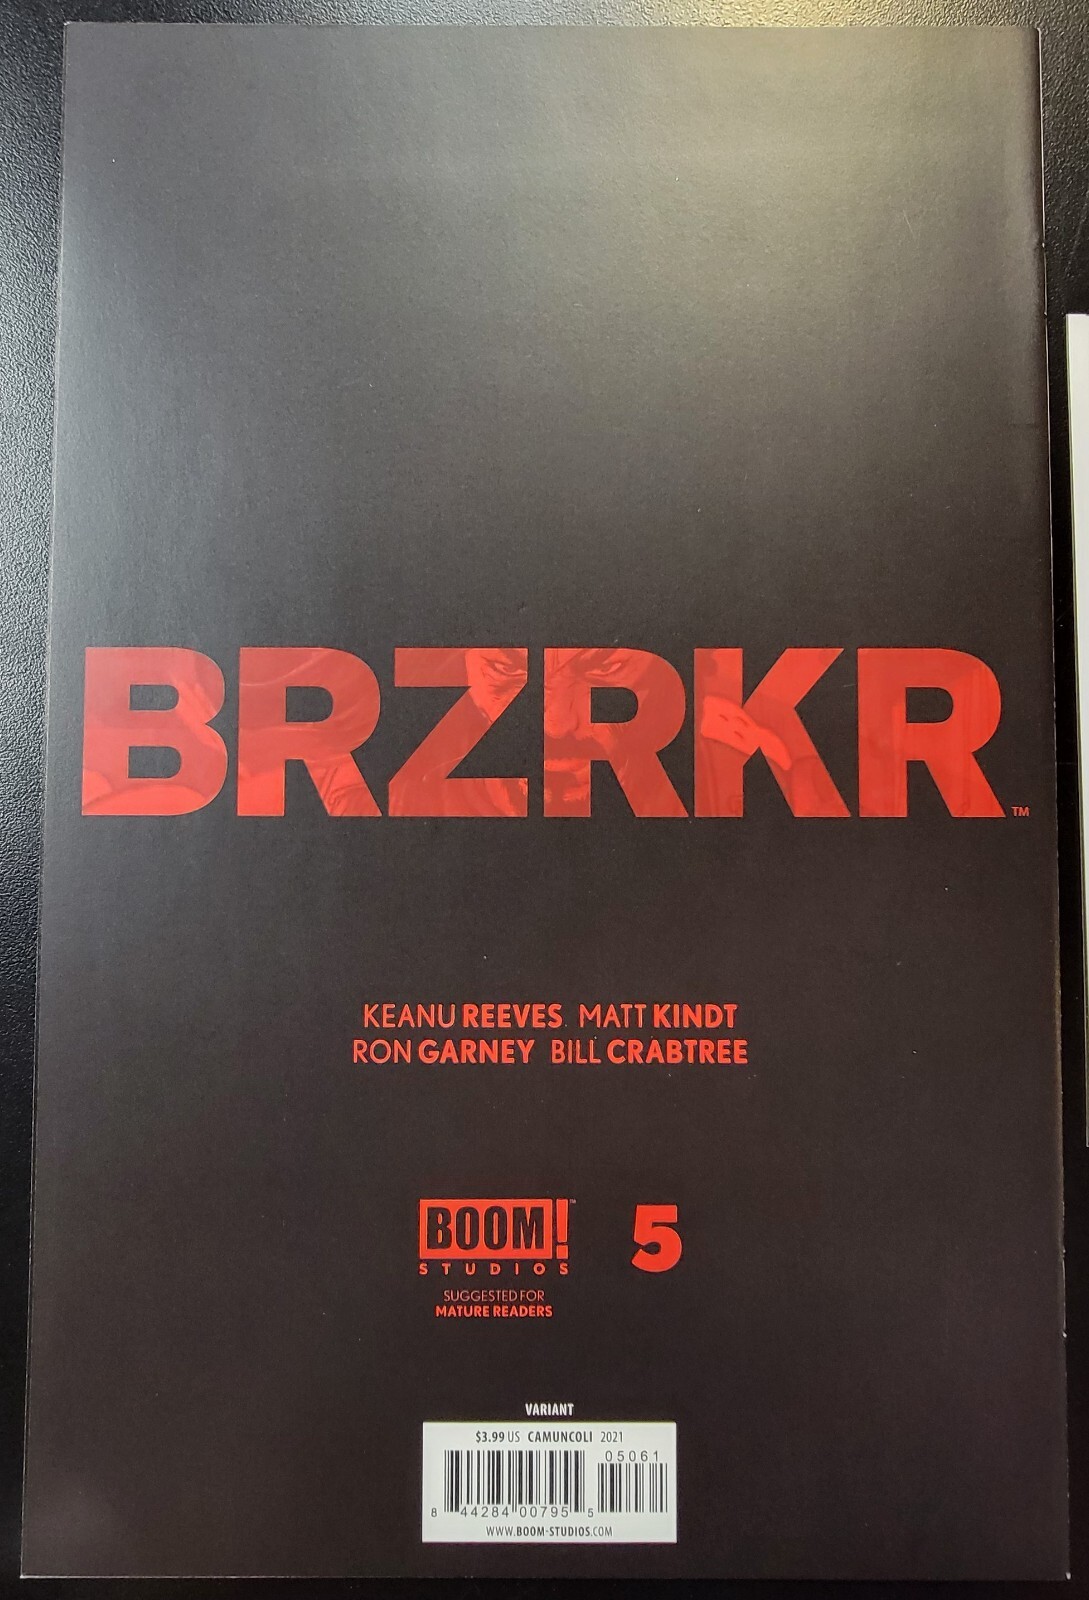 BRZRKR™
KEANU REEVES MATT KINDT
RON GARNEY BILL CRABTREE
BOOM!™ 5
STUDIOS
SUGGESTED FOR
MATURE READERS
VARIANT
$3.99 US CAMUNCOLI 2021
05061
8 44284 00795 5
WWW.BOOM-STUDIOS.COM